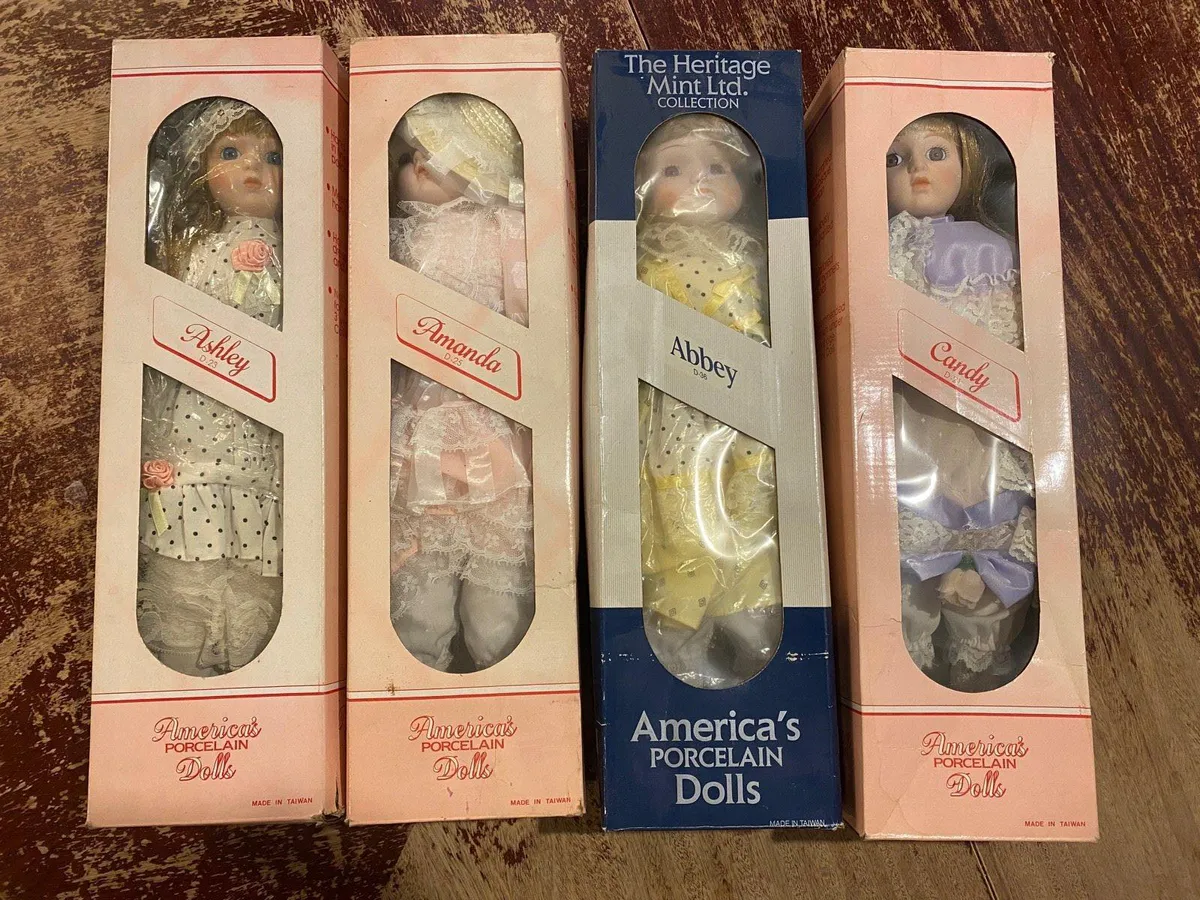 Ashley
D-23
America's
PORCELAIN
Dolls
MADE IN TAIWAN
Amanda
D-25
America's
PORCELAIN
Dolls
MADE IN TAIWAN
The Heritage
Mint Ltd.
COLLECTION
Abbey
D-36
America's
PORCELAIN
Dolls
MADE IN TAIWAN
Candy
America's
PORCELAIN
Dolls
MADE IN TAIWAN